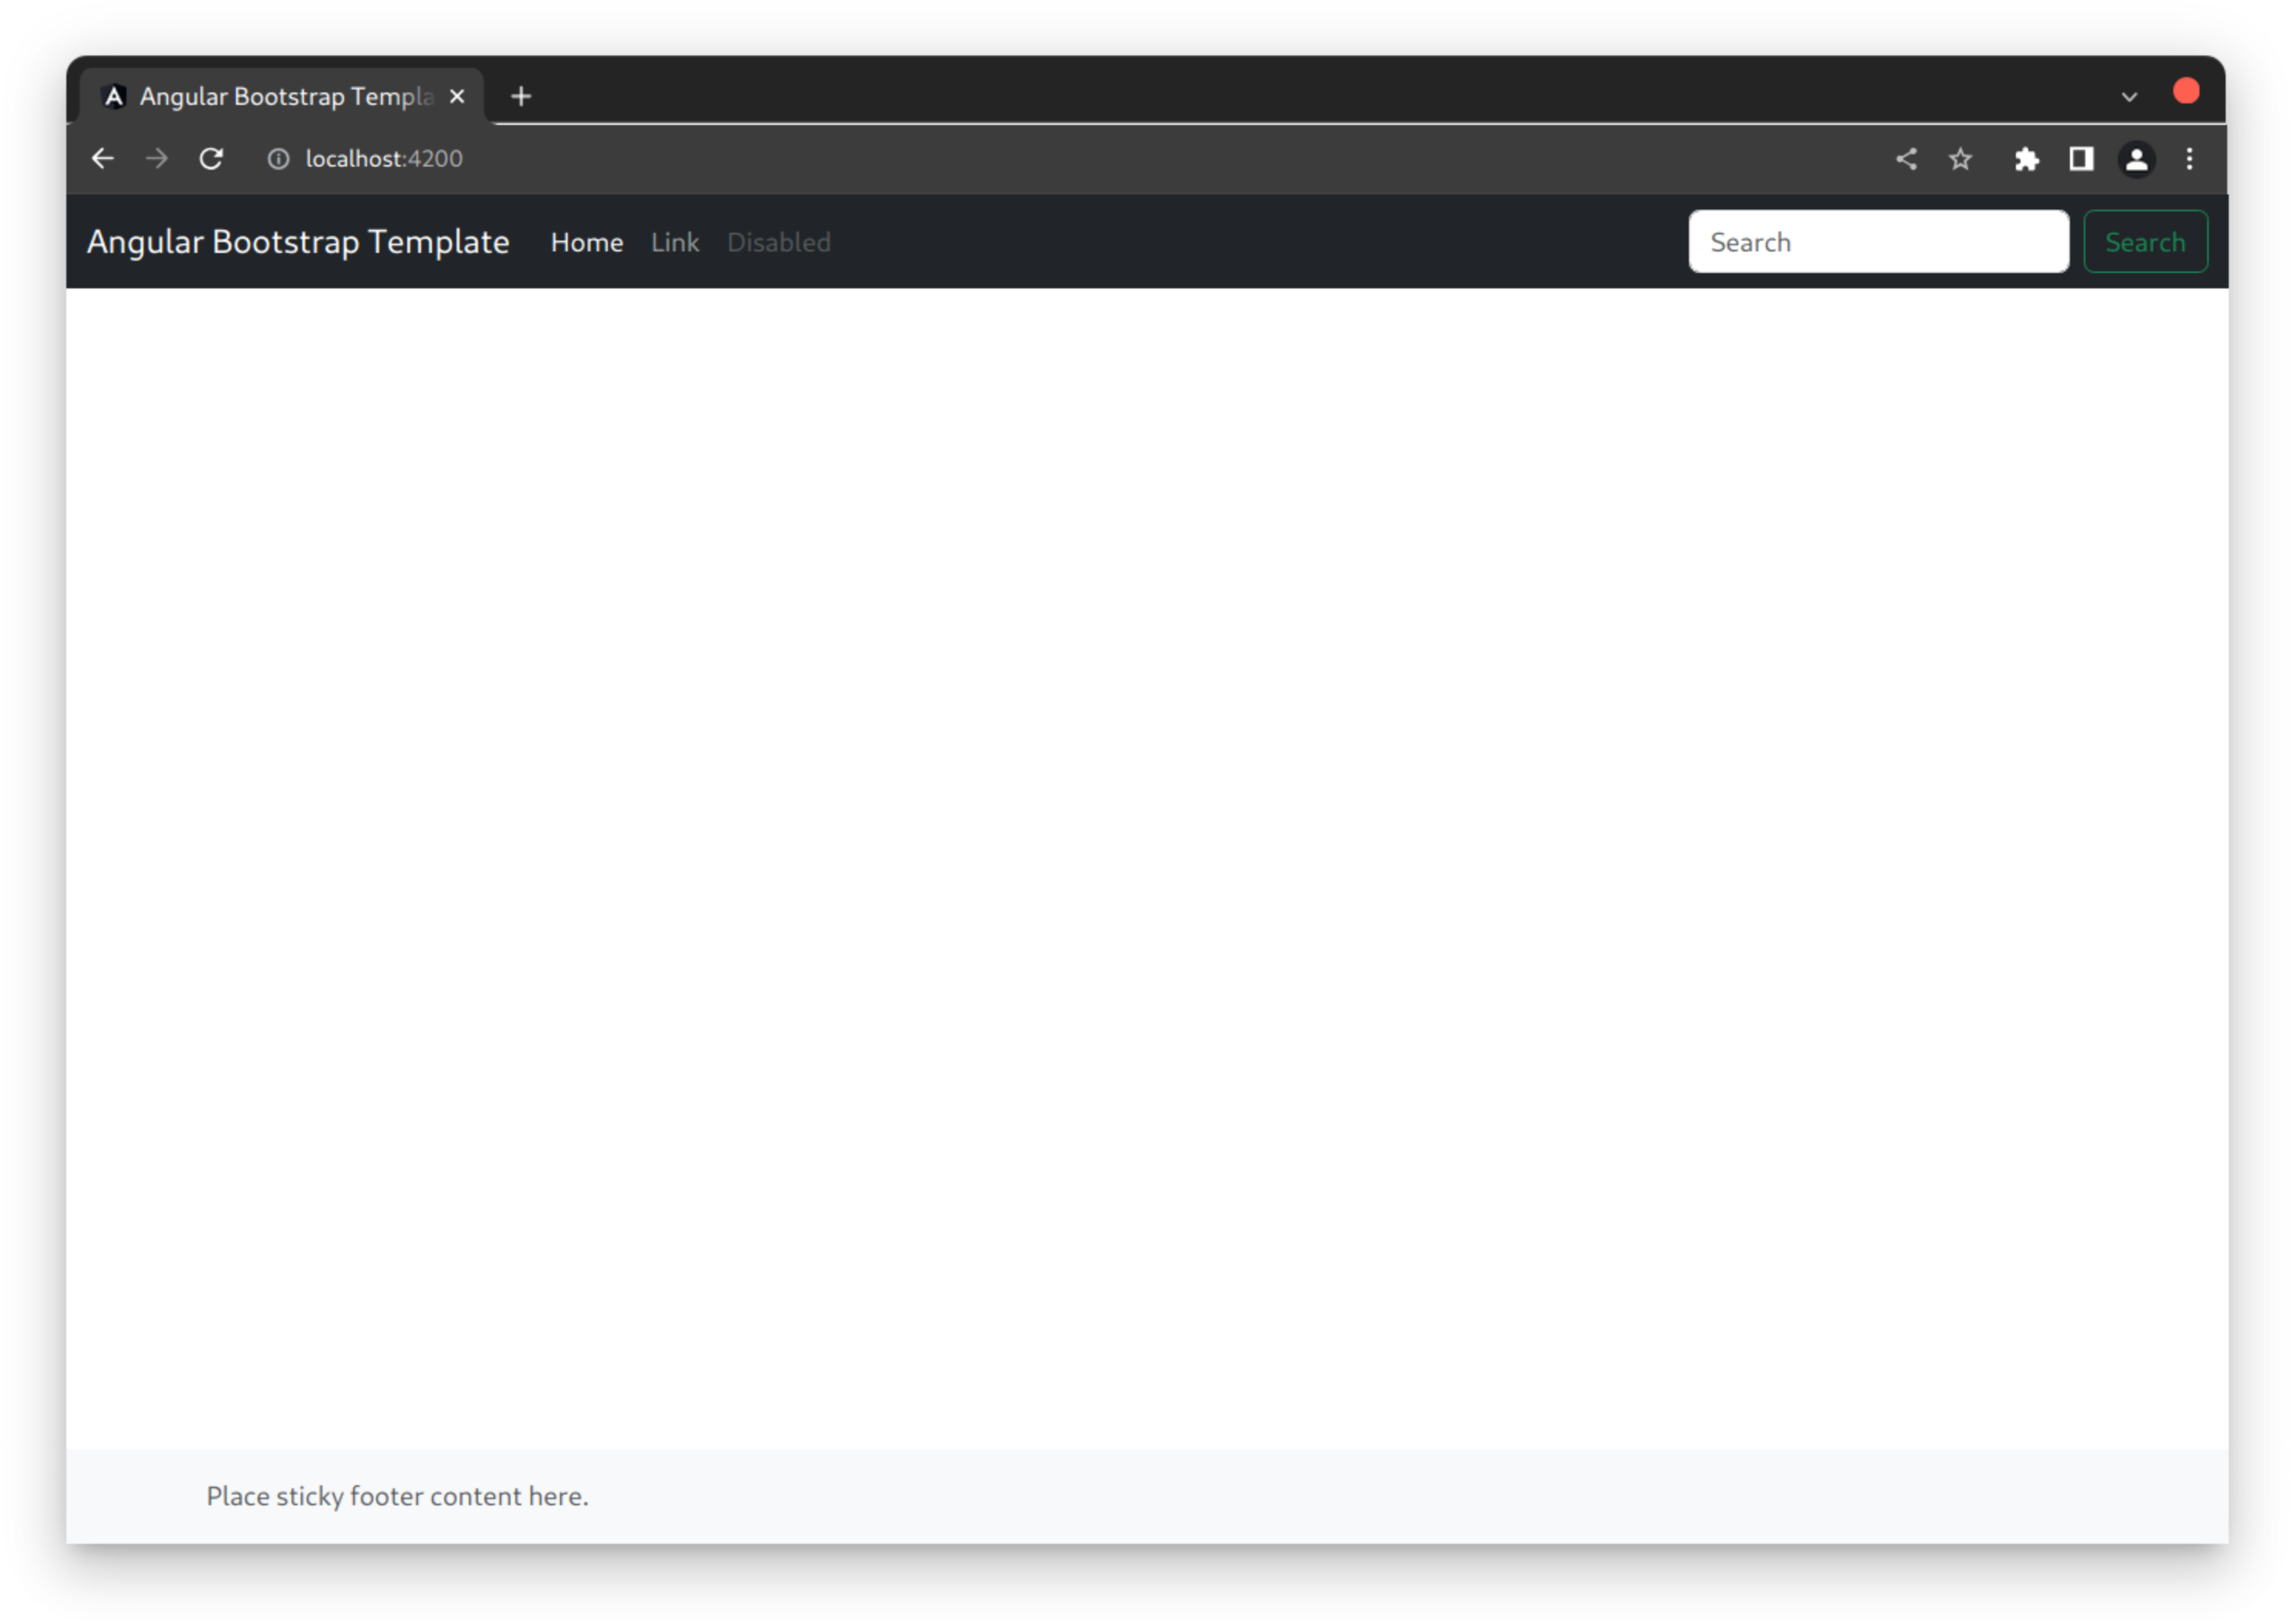 Angular Bootstrap Templa
localhost:4200
Angular Bootstrap Template Home Link Disabled Search Search
Place sticky footer content here.